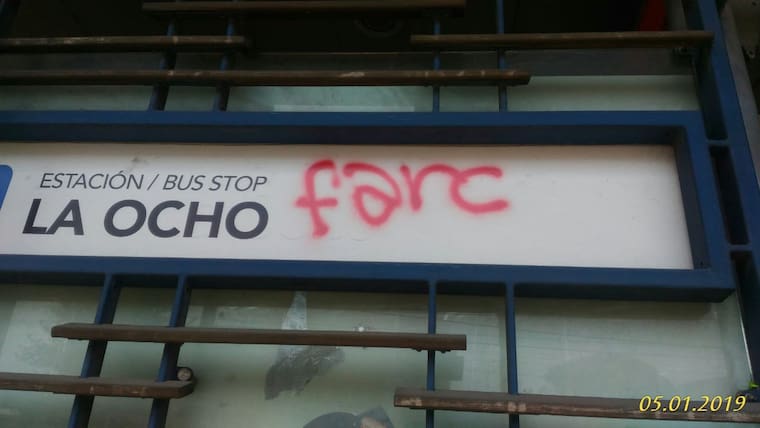 ESTACIÓN / BUS STOP
LA OCHO
farc
05.01.2019